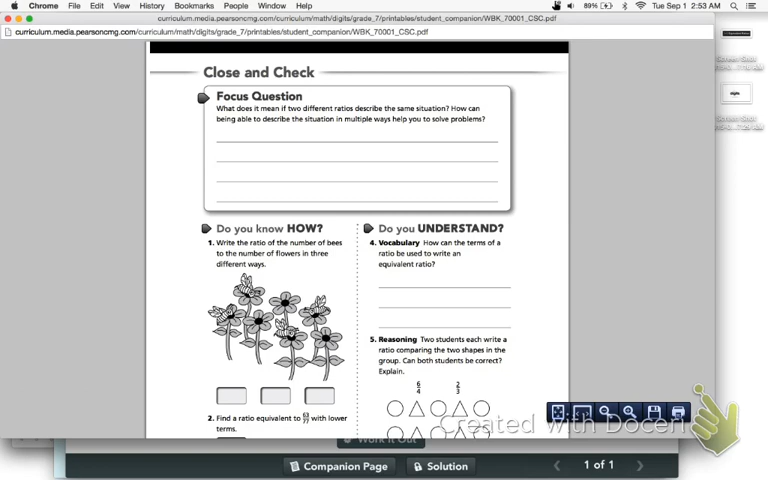 Chrome File Edit View History Bookmarks People Window Help 89% Tue Sep 1 2:53 AM
curriculum.media.pearsoncmg.com/curriculum/math/digits/grade_7/printables/student_companion/WBK_70001_CSC.pdf
curriculum.media.pearsoncmg.com/curriculum/math/digits/grade_7/printables/student_companion/WBK_70001_CSC.pdf
Close and Check
Focus Question
What does it mean if two different ratios describe the same situation? How can
being able to describe the situation in multiple ways help you to solve problems?
Do you know HOW?
1. Write the ratio of the number of bees
to the number of flowers in three
different ways.
2. Find a ratio equivalent to 63/77 with lower
terms.
Do you UNDERSTAND?
4. Vocabulary How can the terms of a
ratio be used to write an
equivalent ratio?
5. Reasoning Two students each write a
ratio comparing the two shapes in the
group. Can both students be correct?
Explain.
6/4 2/3
Created with Doceri
Work It Out
Companion Page Solution 1 of 1